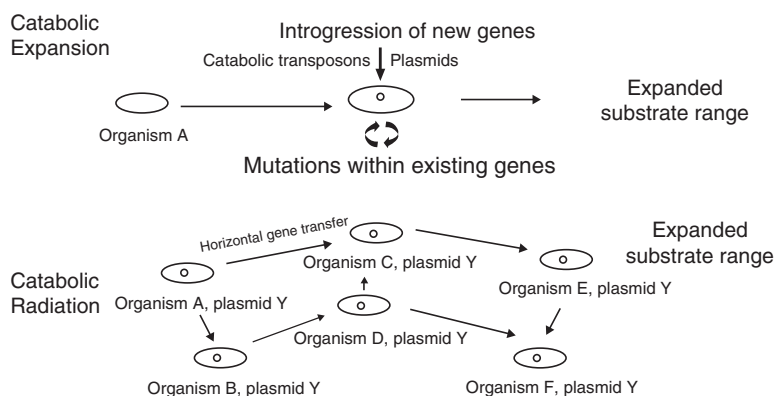 Catabolic
Expansion
Introgression of new genes
Catabolic transposons
Plasmids
Organism A
Expanded
substrate range
Mutations within existing genes
Catabolic
Radiation
Horizontal gene transfer
Organism A, plasmid Y
Organism C, plasmid Y
Organism E, plasmid Y
Expanded
substrate range
Organism B, plasmid Y
Organism D, plasmid Y
Organism F, plasmid Y